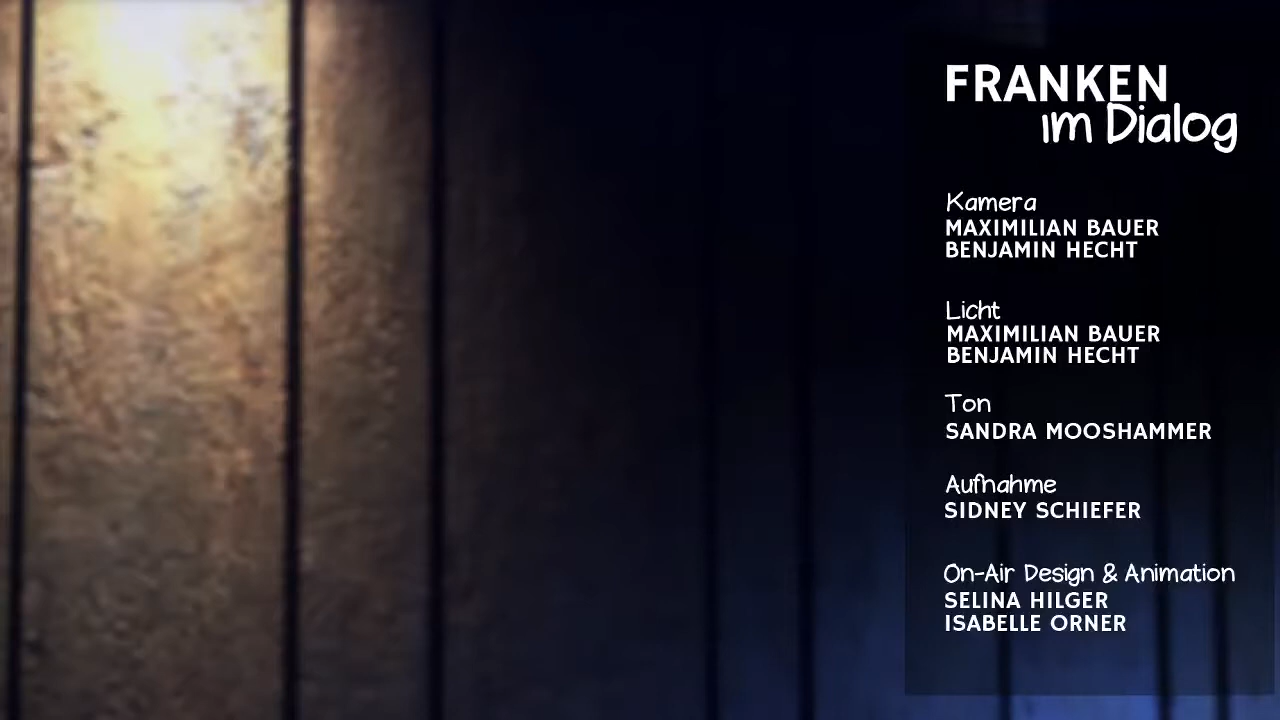 FRANKEN
im Dialog
Kamera
MAXIMILIAN BAUER
BENJAMIN HECHT
Licht
MAXIMILIAN BAUER
BENJAMIN HECHT
Ton
SANDRA MOOSHAMMER
Aufnahme
SIDNEY SCHIEFER
On-Air Design & Animation
SELINA HILGER
ISABELLE ORNER